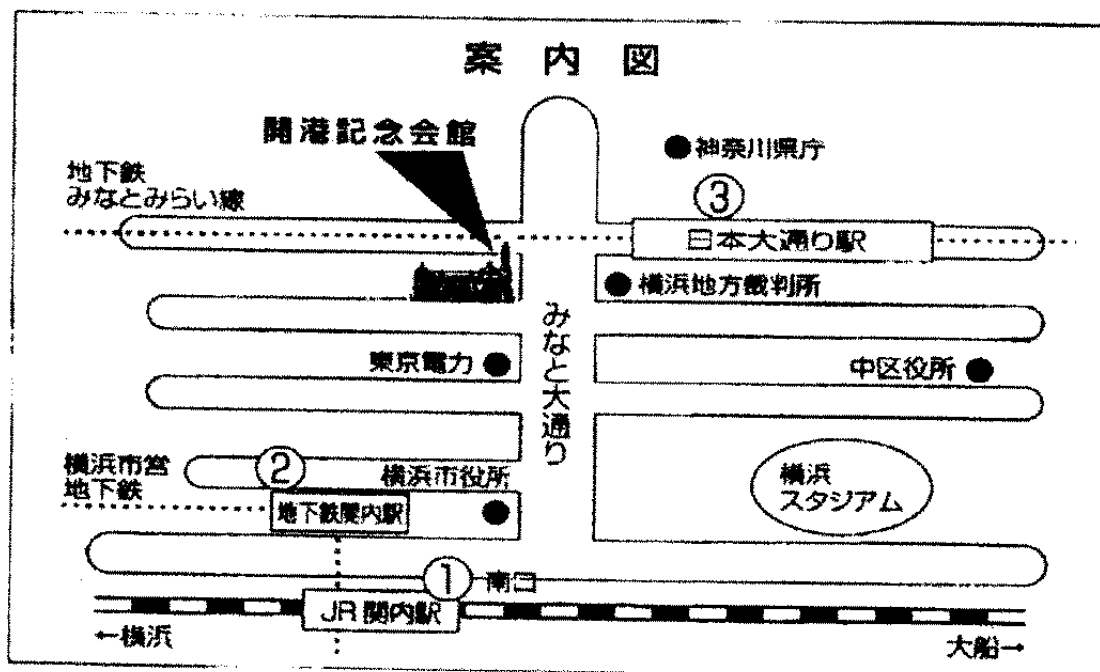 案内図
開港記念会館
神奈川県庁
地下鉄
みなとみらい線
③
日本大通り駅
横浜地方裁判所
みなと大通り
東京電力
中区役所
横浜市営
地下鉄
②
横浜市役所
地下鉄関内駅
横浜
スタジアム
①
南口
JR関内駅
←横浜
大船→